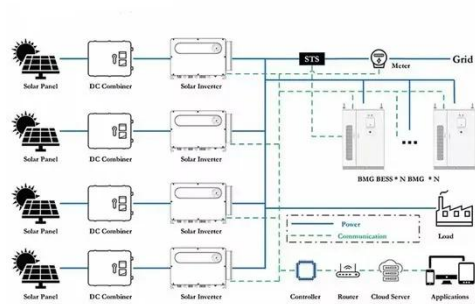 STS
Meter
Grid
Solar Panel DC Combiner Solar Inverter
Solar Panel DC Combiner Solar Inverter
BMG BESS * N BMG * N
Solar Panel DC Combiner Solar Inverter
Power
Communication
Load
Solar Panel DC Combiner Solar Inverter
Controller Router Cloud Server Application